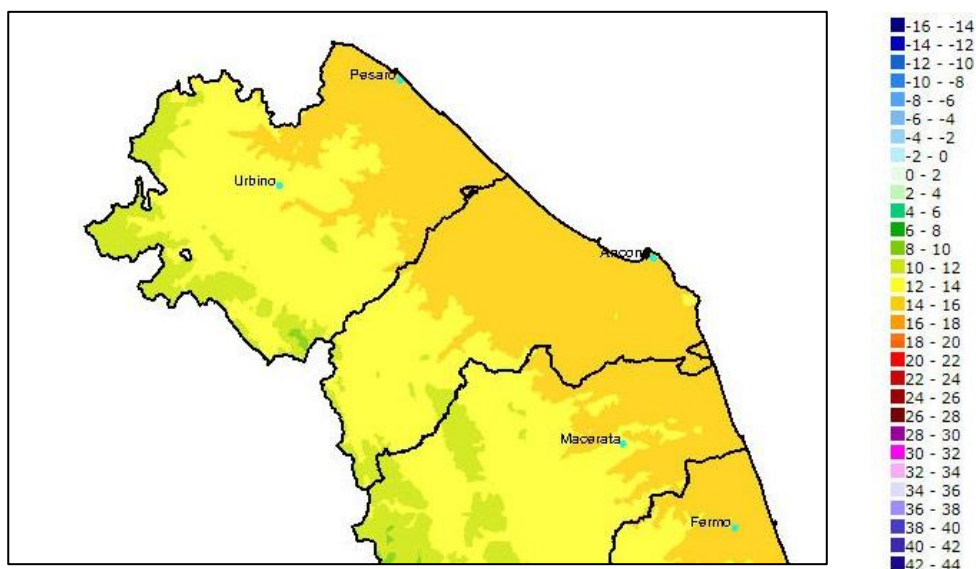 Pesaro
Urbino
Ancona
Macerata
Fermo
-16 - -14
-14 - -12
-12 - -10
-10 - -8
-8 - -6
-6 - -4
-4 - -2
-2 - 0
0 - 2
2 - 4
4 - 6
6 - 8
8 - 10
10 - 12
12 - 14
14 - 16
16 - 18
18 - 20
20 - 22
22 - 24
24 - 26
26 - 28
28 - 30
30 - 32
32 - 34
34 - 36
36 - 38
38 - 40
40 - 42
42 - 44